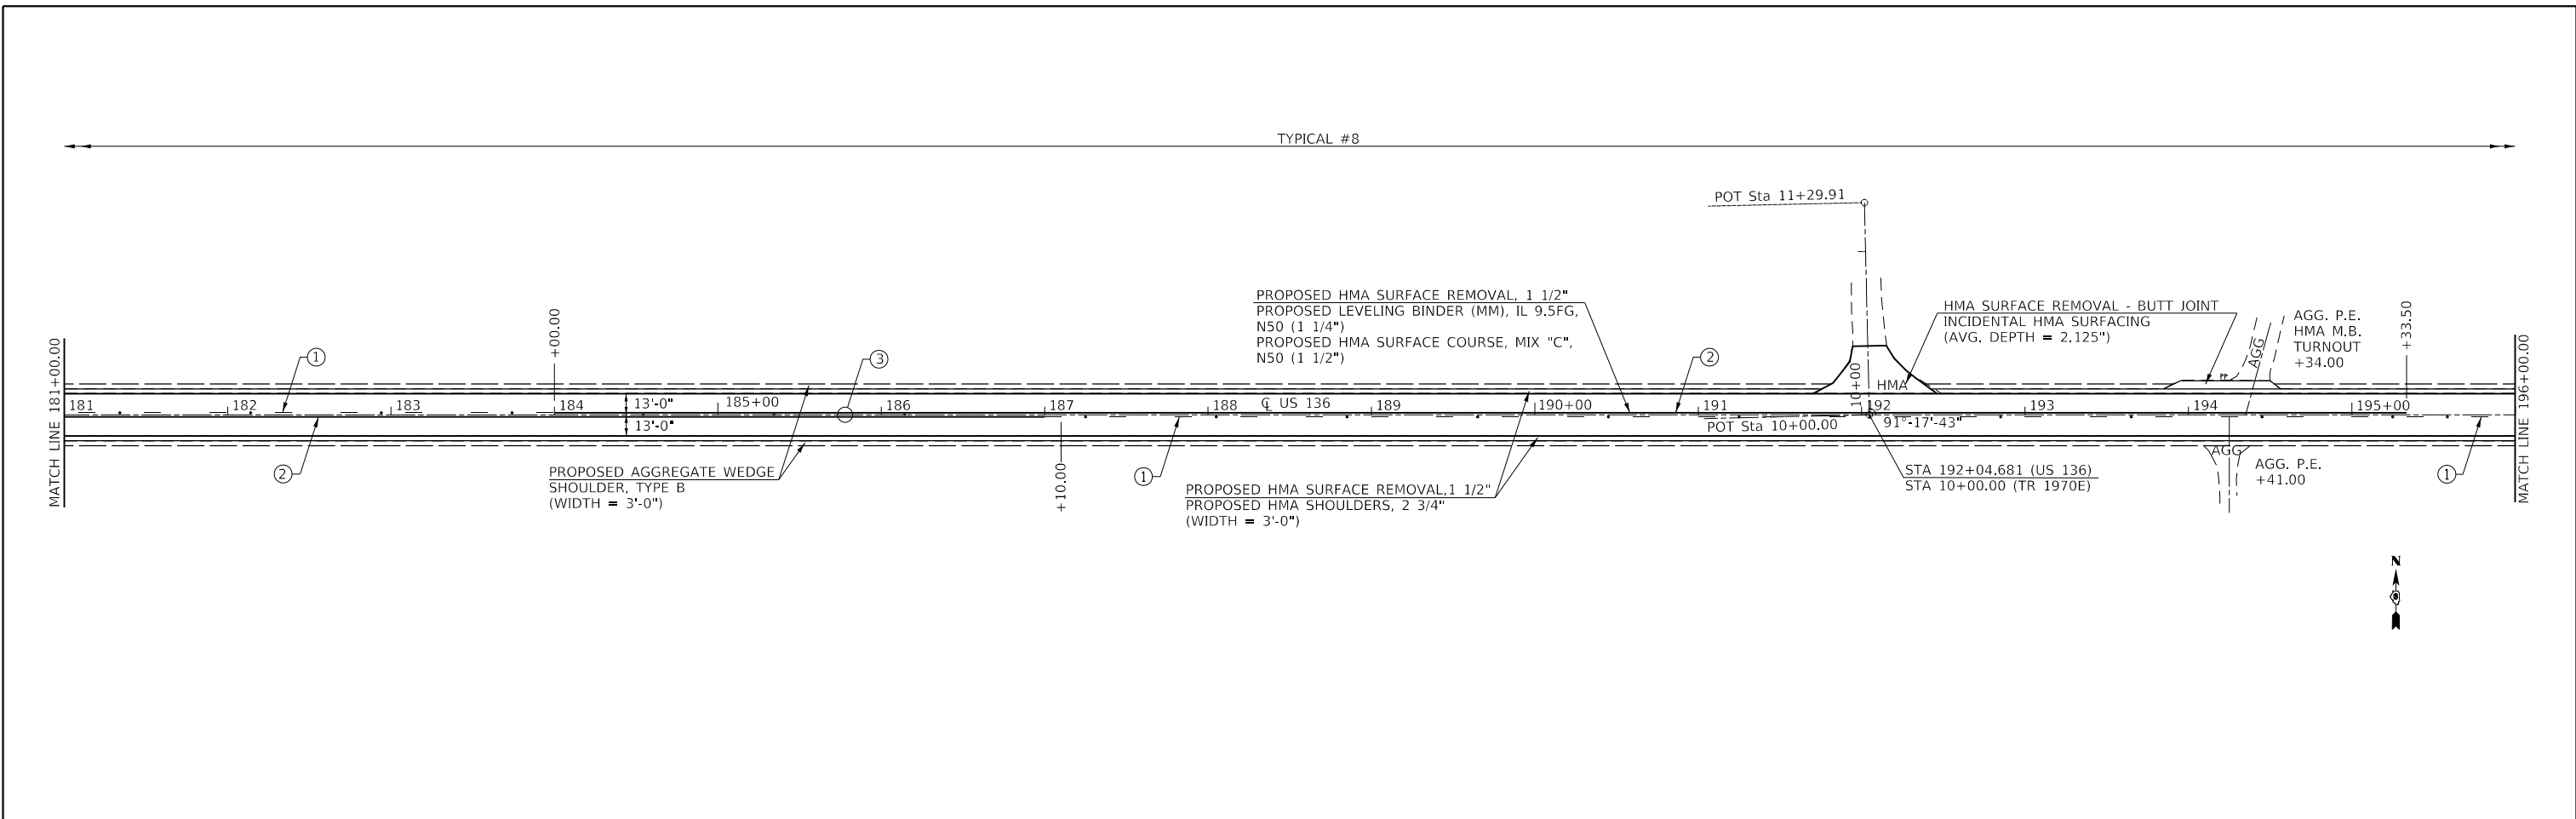 TYPICAL #8
POT Sta 11+29.91
PROPOSED HMA SURFACE REMOVAL, 1 1/2"
PROPOSED LEVELING BINDER (MM), IL 9.5FG,
N50 (1 1/4")
PROPOSED HMA SURFACE COURSE, MIX "C",
N50 (1 1/2")
HMA SURFACE REMOVAL - BUTT JOINT
INCIDENTAL HMA SURFACING
(AVG. DEPTH = 2.125")
AGG
AGG. P.E.
HMA M.B.
TURNOUT
+34.00
+33.50
MATCH LINE 181+00.00
1
+00.00
3
2
10+00
HMA
PP
MATCH LINE 196+00.00
181
182
183
184
13'-0"
185+00
186
187
188
℄ US 136
189
190+00
191
192
193
194
195+00
13'-0"
POT Sta 10+00.00
91°-17'-43"
2
PROPOSED AGGREGATE WEDGE
SHOULDER, TYPE B
(WIDTH = 3'-0")
+10.00
1
PROPOSED HMA SURFACE REMOVAL,1 1/2"
PROPOSED HMA SHOULDERS, 2 3/4"
(WIDTH = 3'-0")
STA 192+04.681 (US 136)
STA 10+00.00 (TR 1970E)
AGG
AGG. P.E.
+41.00
1
N